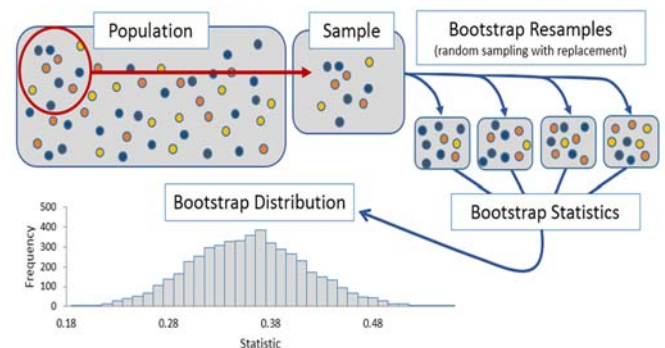 Population
Sample
Bootstrap Resamples
(random sampling with replacement)
Bootstrap Distribution
Bootstrap Statistics
500
400
300
200
100
0
Frequency
0.18
0.28
0.38
0.48
Statistic